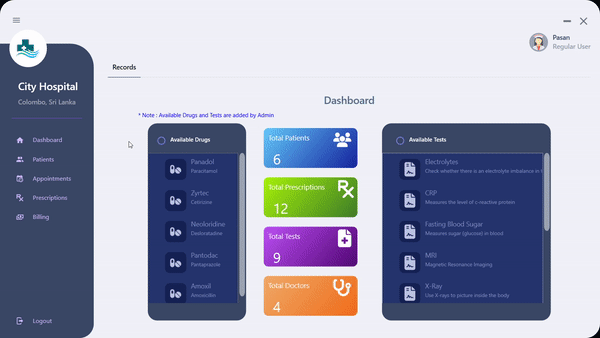 Pasan
Regular User
City Hospital
Colombo, Sri Lanka
Dashboard
Patients
Appointments
Prescriptions
Billing
Logout
Records
Dashboard
* Note : Available Drugs and Tests are added by Admin
Available Drugs
Panadol
Paracitamol
Zyrtec
Cetirizine
Neoloridine
Desloratadine
Pantodac
Pantaprazole
Amosil
Amoxicillin
Total Patients
6
Total Prescriptions
12
Total Tests
9
Total Doctors
4
Available Tests
Electrolytes
Check whether there is an electrolyte imbalance in
CRP
Measures the level of c-reactive protein
Fasting Blood Sugar
Measures sugar (glucose) in blood
MRI
Magnetic Resonance Imaging
X-Ray
Use X-rays to picture inside the body